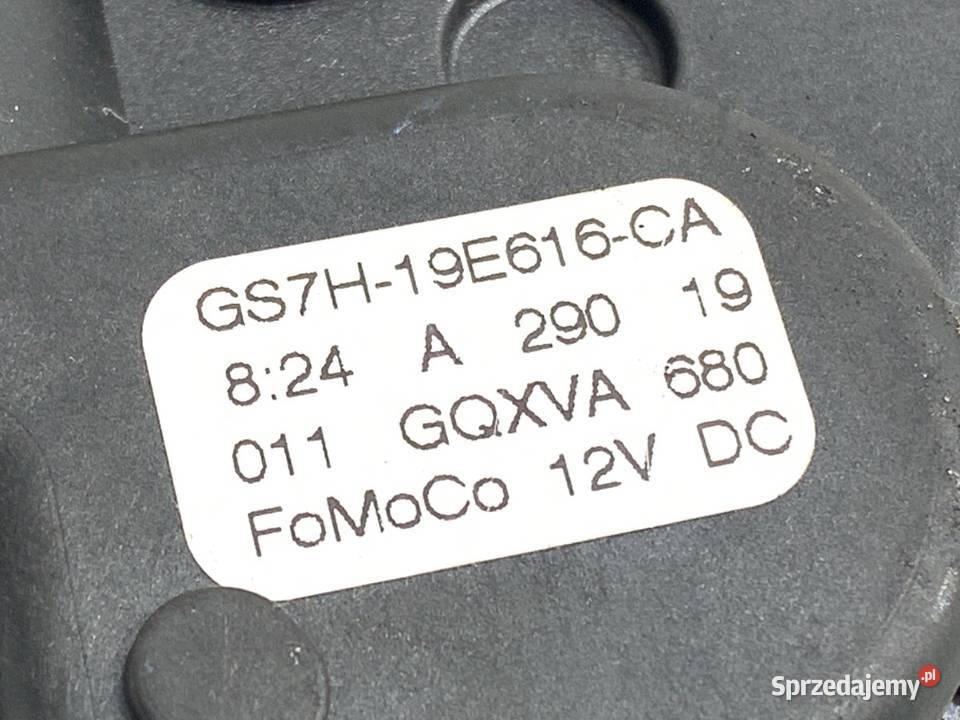 GS7H-19E616-CA
8:24 A 290 19
011 GQXVA 680
FoMoCo 12V DC
Sprzedajemy.pl